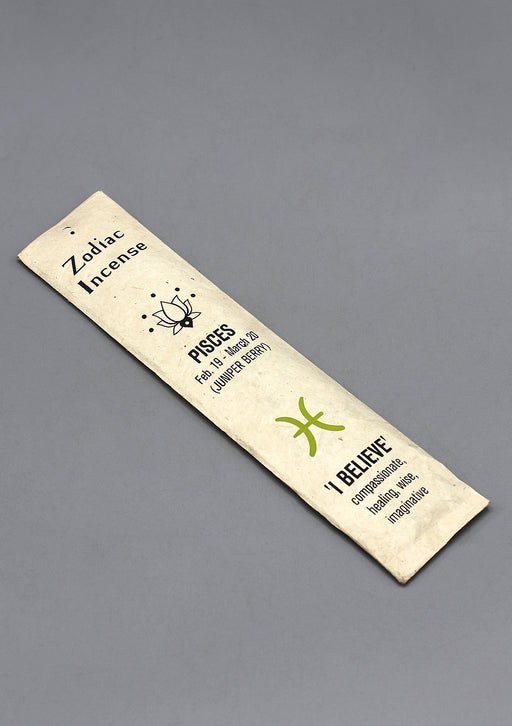 Zodiac
Incense
PISCES
Feb. 19 - March 20
(JUNIPER BERRY)
'I BELIEVE'
compassionate,
healing, wise,
imaginative